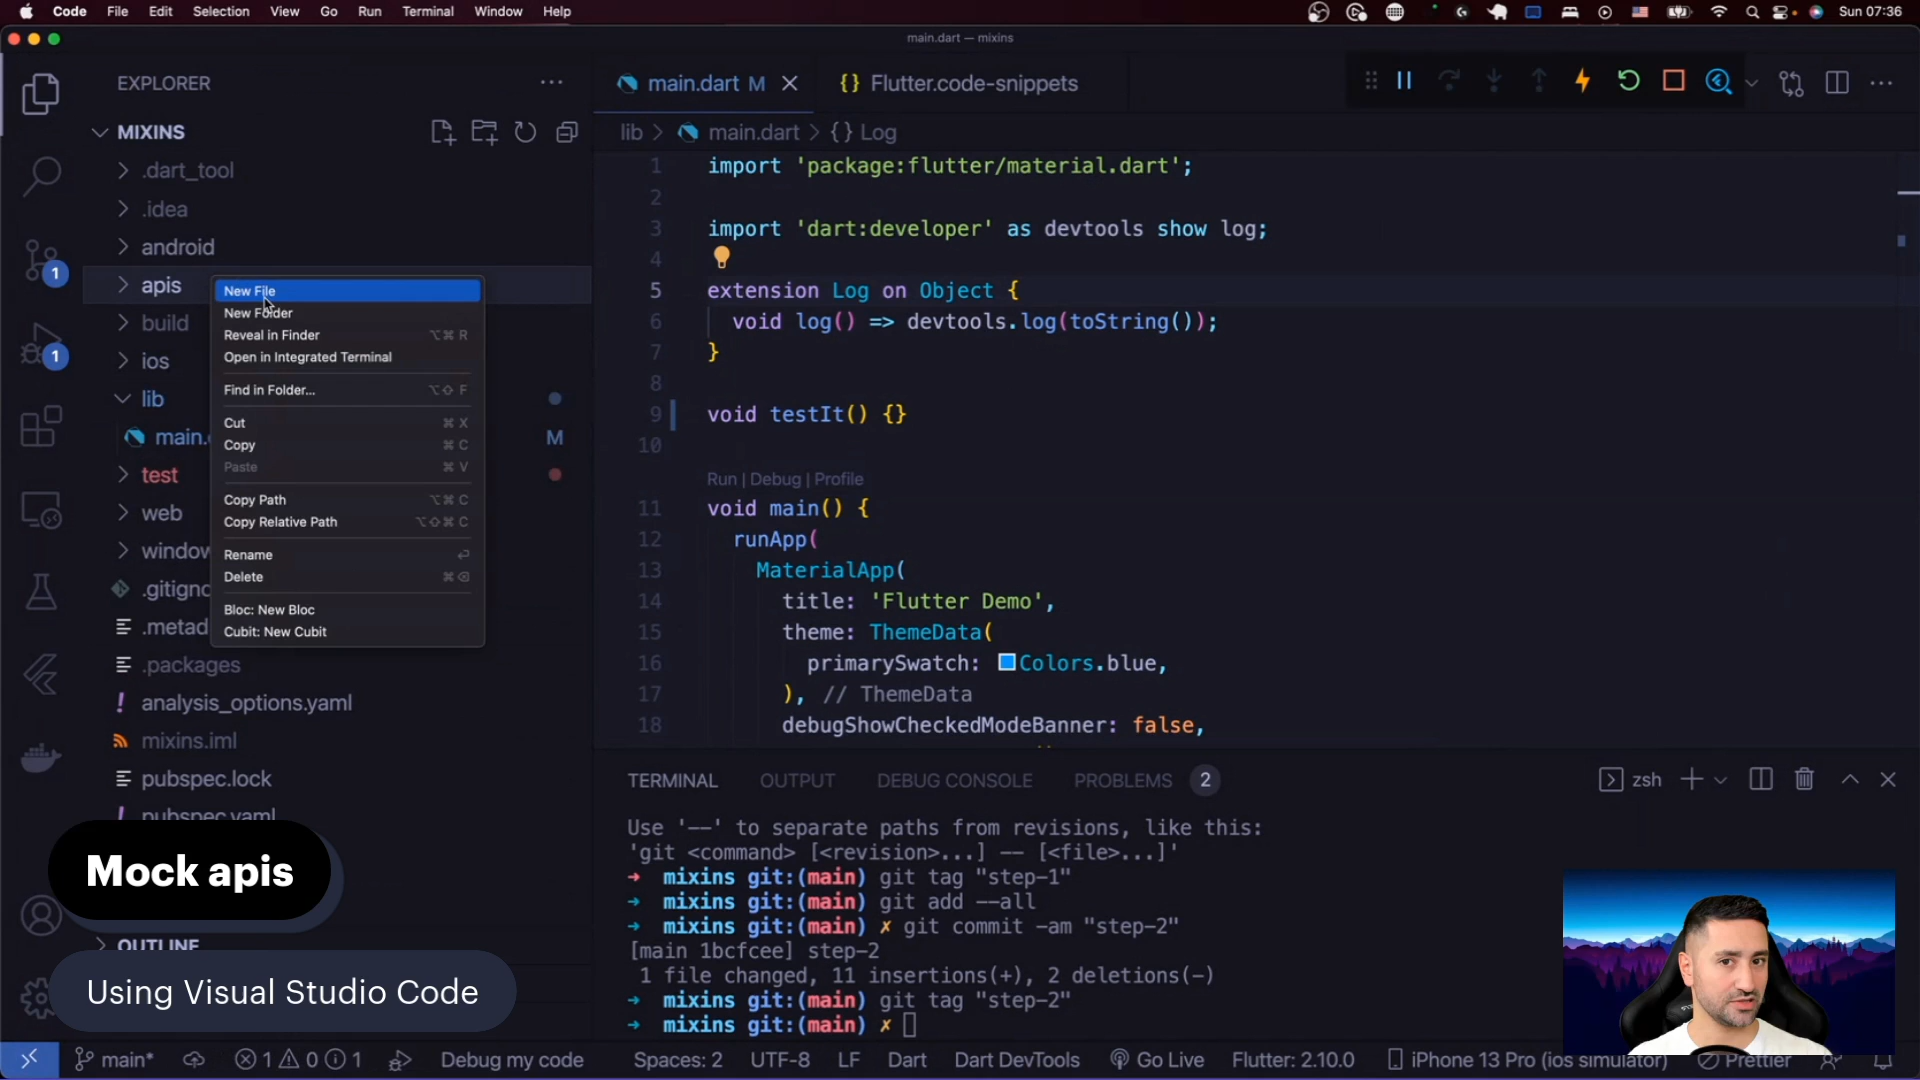 Code File Edit Selection View Go Run Terminal Window Help Sun 07:36
main.dart — mixins
EXPLORER
main.dart M
Flutter.code-snippets
MIXINS
lib > main.dart > {} Log
.dart_tool
.idea
android
apis
build
ios
lib
main.
M
test
web
window
.gitign
.metad
.packages
analysis_options.yaml
mixins.iml
pubspec.lock
pubspec.yaml
OUTLINE
1
1
New File
New Folder
Reveal in Finder ⌥⌘ R
Open in Integrated Terminal
Find in Folder... ⌥⇧ F
Cut ⌘ X
Copy ⌘ C
Paste ⌘ V
Copy Path ⌥⌘ C
Copy Relative Path ⌥⇧⌘ C
Rename
Delete
Bloc: New Bloc
Cubit: New Cubit
1 import 'package:flutter/material.dart';
2
3 import 'dart:developer' as devtools show log;
4
5 extension Log on Object {
6 void log() => devtools.log(toString());
7 }
8
9 void testIt() {}
10
Run | Debug | Profile
11 void main() {
12 runApp(
13 MaterialApp(
14 title: 'Flutter Demo',
15 theme: ThemeData(
16 primarySwatch: Colors.blue,
17 ), // ThemeData
18 debugShowCheckedModeBanner: false,
TERMINAL OUTPUT DEBUG CONSOLE PROBLEMS 2 zsh
Use '--' to separate paths from revisions, like this:
'git <command> [<revision>...] -- [<file>...]'
➜ mixins git:(main) git tag "step-1"
➜ mixins git:(main) git add --all
➜ mixins git:(main) ✗ git commit -am "step-2"
[main 1bcfcee] step-2
1 file changed, 11 insertions(+), 2 deletions(-)
➜ mixins git:(main) git tag "step-2"
➜ mixins git:(main) ✗
Mock apis
Using Visual Studio Code
main* 1 0 1 Debug my code Spaces: 2 UTF-8 LF Dart Dart DevTools Go Live Flutter: 2.10.0 iPhone 13 Pro (ios simulator) Prettier